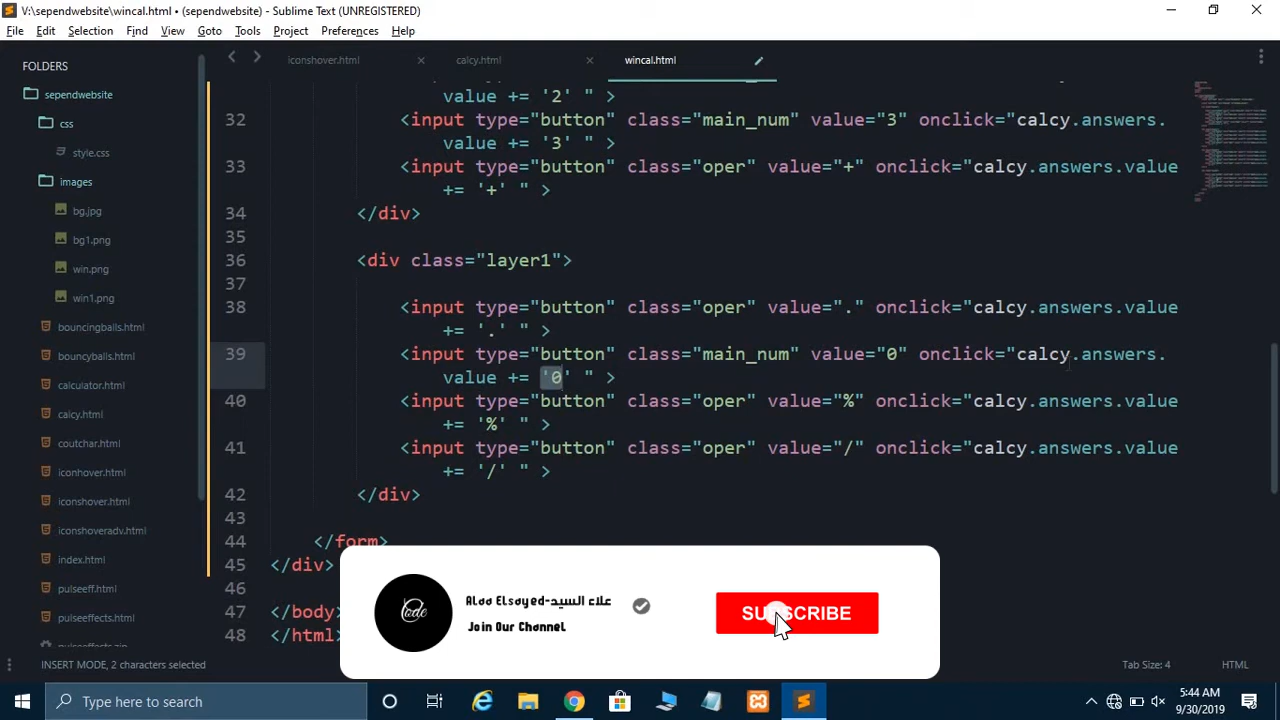 V:\sependwebsite\wincal.html • (sependwebsite) - Sublime Text (UNREGISTERED)
File Edit Selection Find View Goto Tools Project Preferences Help
FOLDERS
sependwebsite
css
style.css
images
bg.jpg
bg1.png
win.png
win1.png
bouncingballs.html
bouncyballs.html
calculator.html
calcy.html
coutchar.html
iconhover.html
iconshover.html
iconshoveradv.html
index.html
pulseeff.html
pulseeffects.html
pulseeffects.zip
iconshover.html calcy.html wincal.html
value += '2' " >
32 <input type="button" class="main_num" value="3" onclick="calcy.answers.
value += '3' " >
33 <input type="button" class="oper" value="+" onclick="calcy.answers.value
+= '+' "
34 </div>
35
36 <div class="layer1">
37
38 <input type="button" class="oper" value="." onclick="calcy.answers.value
+= '.' " >
39 <input type="button" class="main_num" value="0" onclick="calcy.answers.
value += '0' " >
40 <input type="button" class="oper" value="%" onclick="calcy.answers.value
+= '%' " >
41 <input type="button" class="oper" value="/" onclick="calcy.answers.value
+= '/' " >
42 </div>
43
44 </form>
45 </div>
46
47 </body
48 </html
Code
Alaa Elsayed-علاء السيد
Join Our Channel
SUBSCRIBE
INSERT MODE, 2 characters selected
Tab Size: 4
HTML
Type here to search
5:44 AM
9/30/2019